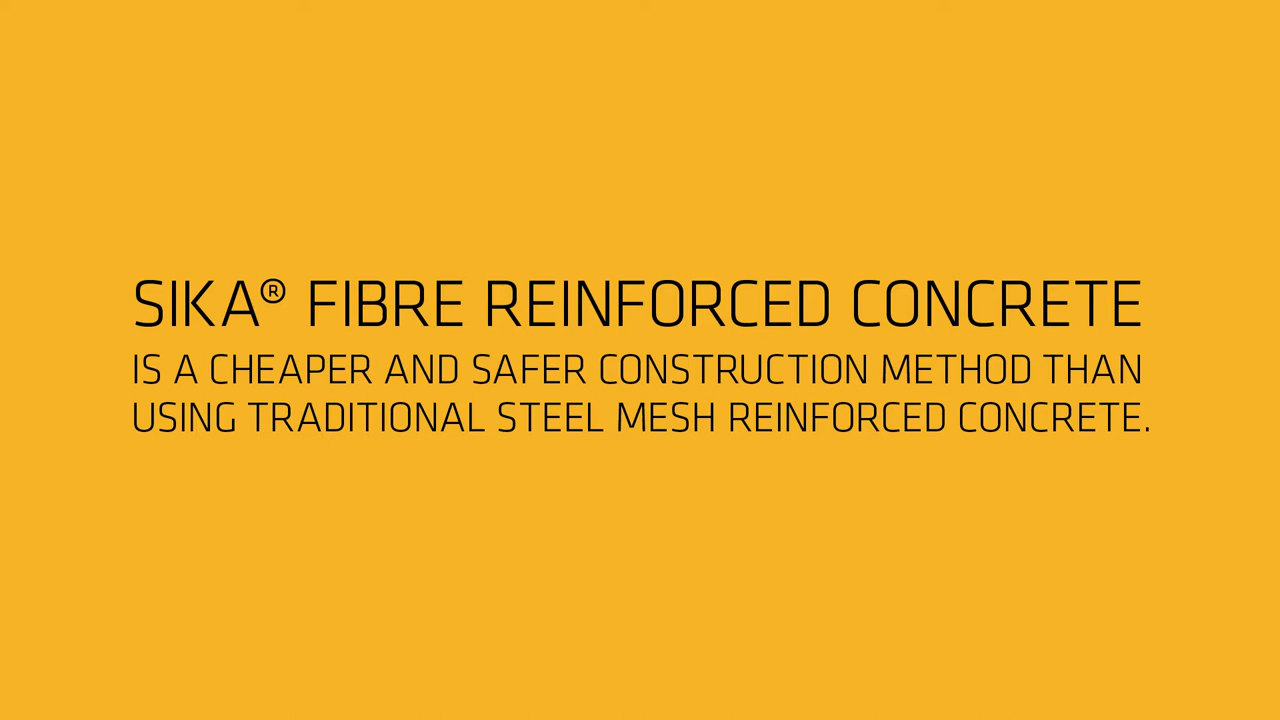 SIKA® FIBRE REINFORCED CONCRETE
IS A CHEAPER AND SAFER CONSTRUCTION METHOD THAN
USING TRADITIONAL STEEL MESH REINFORCED CONCRETE.